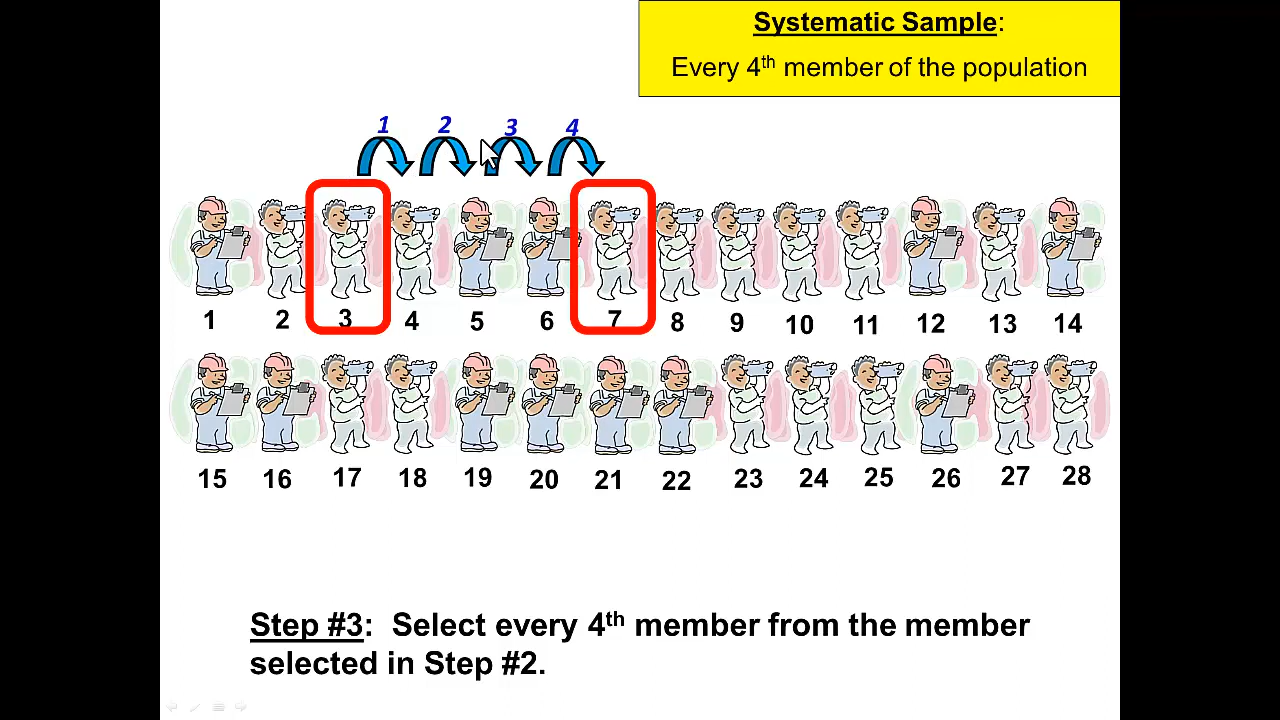 Systematic Sample:
Every 4th member of the population
1 2 3 4
1 2 3 4 5 6 7 8 9 10 11 12 13 14
15 16 17 18 19 20 21 22 23 24 25 26 27 28
Step #3: Select every 4th member from the member
selected in Step #2.